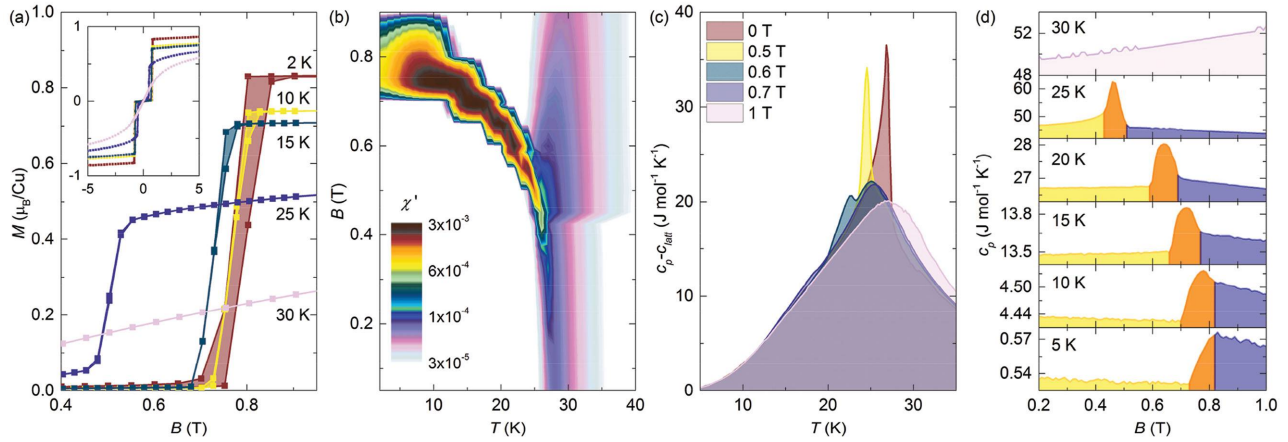 (a)
1.0
0.8
0.6
0.4
0.2
0.0
M (μB/Cu)
0.4
0.6
0.8
B (T)
1
0
-1
-5
0
5
2 K
10 K
15 K
25 K
30 K
(b)
0.8
0.6
0.4
0.2
B (T)
χ'
3x10⁻³
6x10⁻⁴
1x10⁻⁴
3x10⁻⁵
10
20
30
40
T (K)
(c)
40
30
20
10
0
cp-clatt (J mol⁻¹ K⁻¹)
0 T
0.5 T
0.6 T
0.7 T
1 T
10
20
30
T (K)
(d)
cp (J mol⁻¹ K⁻¹)
30 K
52
48
25 K
60
50
20 K
28
27
15 K
13.8
13.5
10 K
4.50
4.44
5 K
0.57
0.54
0.2
0.4
0.6
0.8
1.0
B (T)